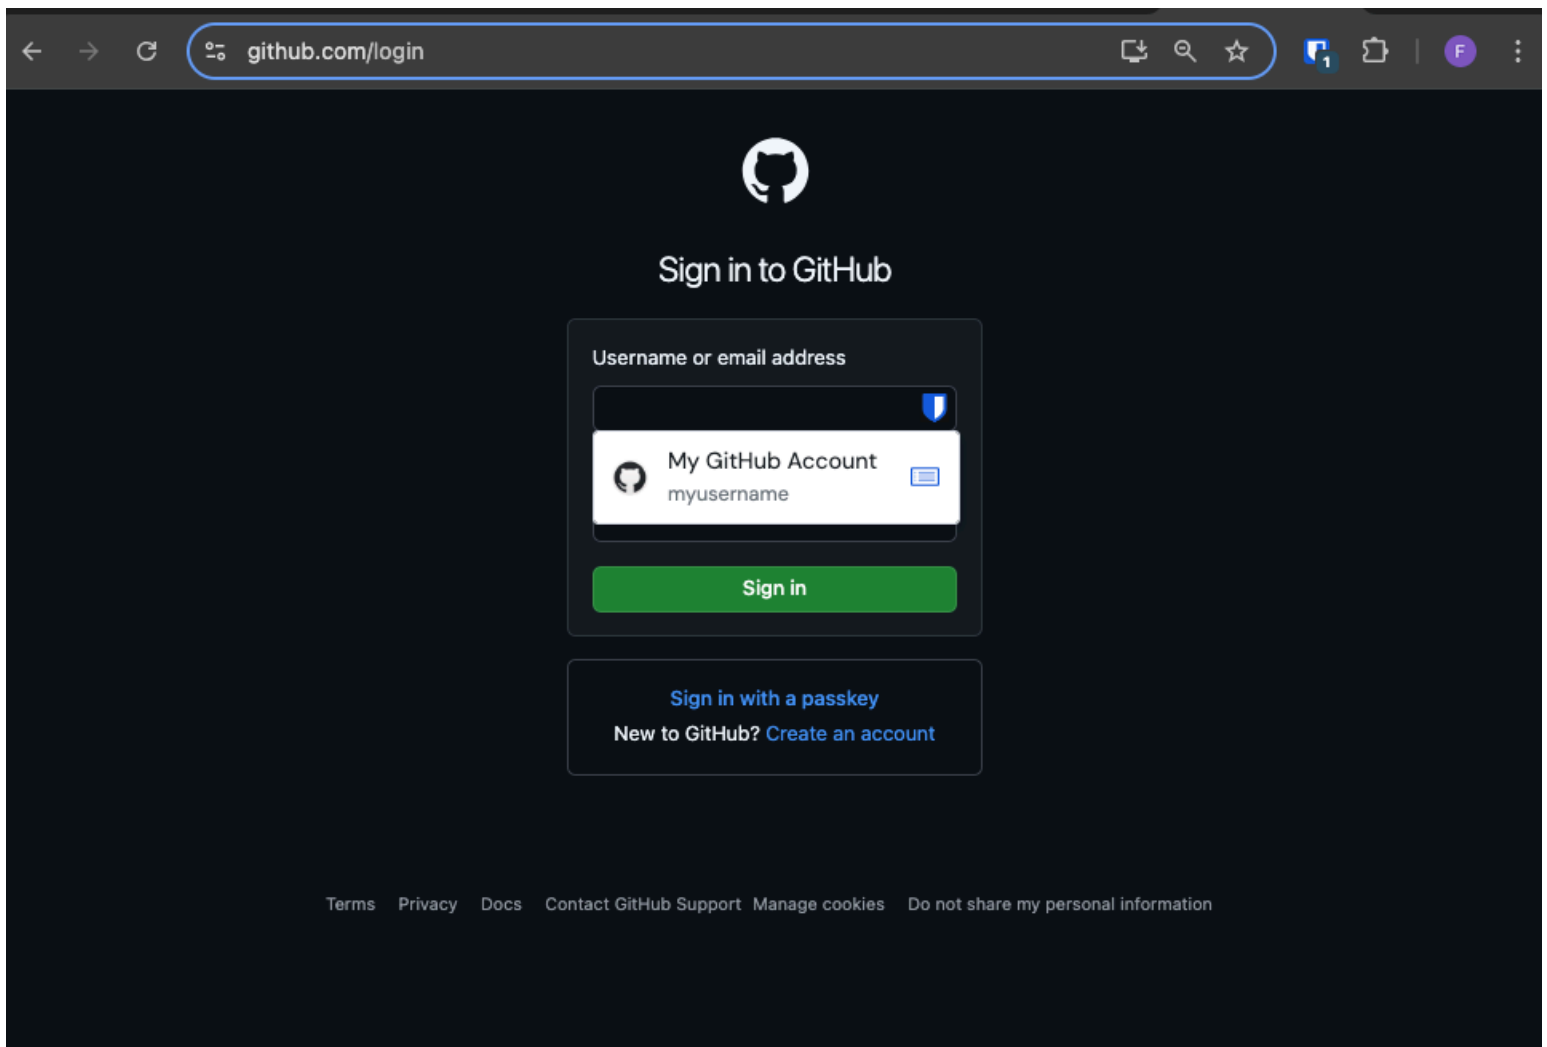 github.com/login
1
F
Sign in to GitHub
Username or email address
My GitHub Account
myusername
Sign in
Sign in with a passkey
New to GitHub? Create an account
Terms Privacy Docs Contact GitHub Support Manage cookies Do not share my personal information